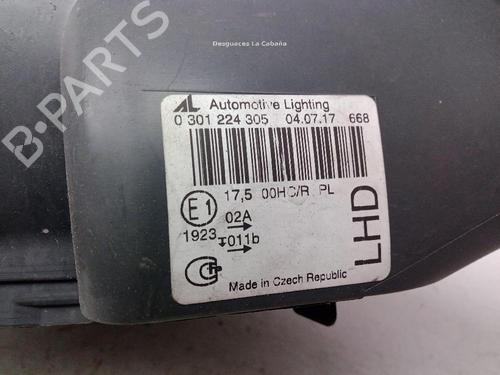 Desguaces La Cabaña
B-PARTS
AL Automotive Lighting
0 301 224 305 04.07.17 668
17,5 00HC/R PL
E1 02A
1923 011b
LHD
Made in Czech Republic